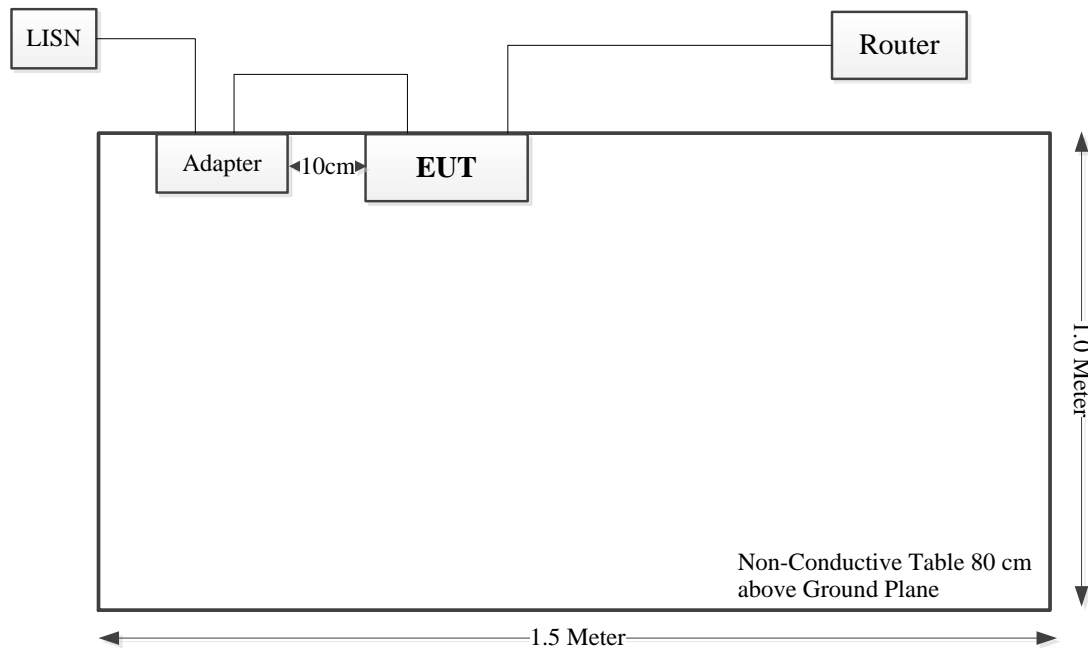 LISN
Router
Adapter
10cm
EUT
1.0 Meter
Non-Conductive Table 80 cm
above Ground Plane
1.5 Meter